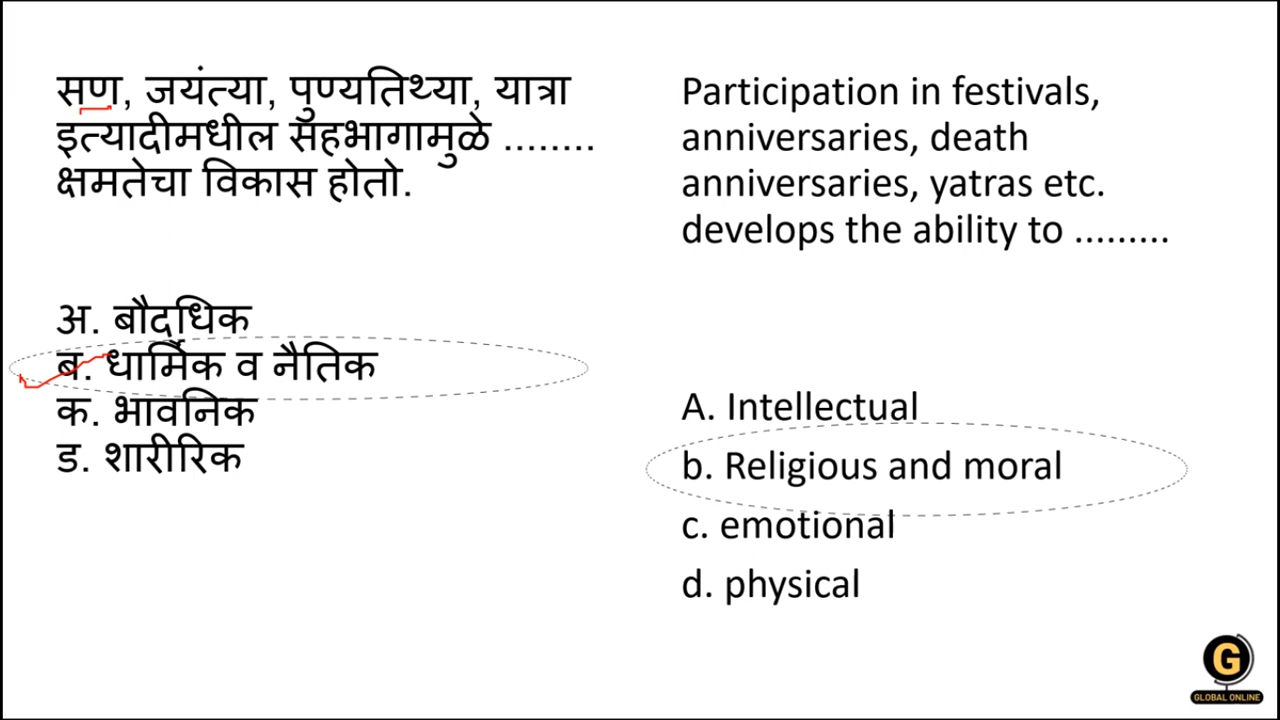 सण, जयंत्या, पुण्यतिथ्या, यात्रा
इत्यादीमधील सहभागामुळे ........
क्षमतेचा विकास होतो.
अ. बौद्धिक
ब. धार्मिक व नैतिक
क. भावनिक
ड. शारीरिक
Participation in festivals,
anniversaries, death
anniversaries, yatras etc.
develops the ability to .........
A. Intellectual
b. Religious and moral
c. emotional
d. physical
G
GLOBAL ONLINE